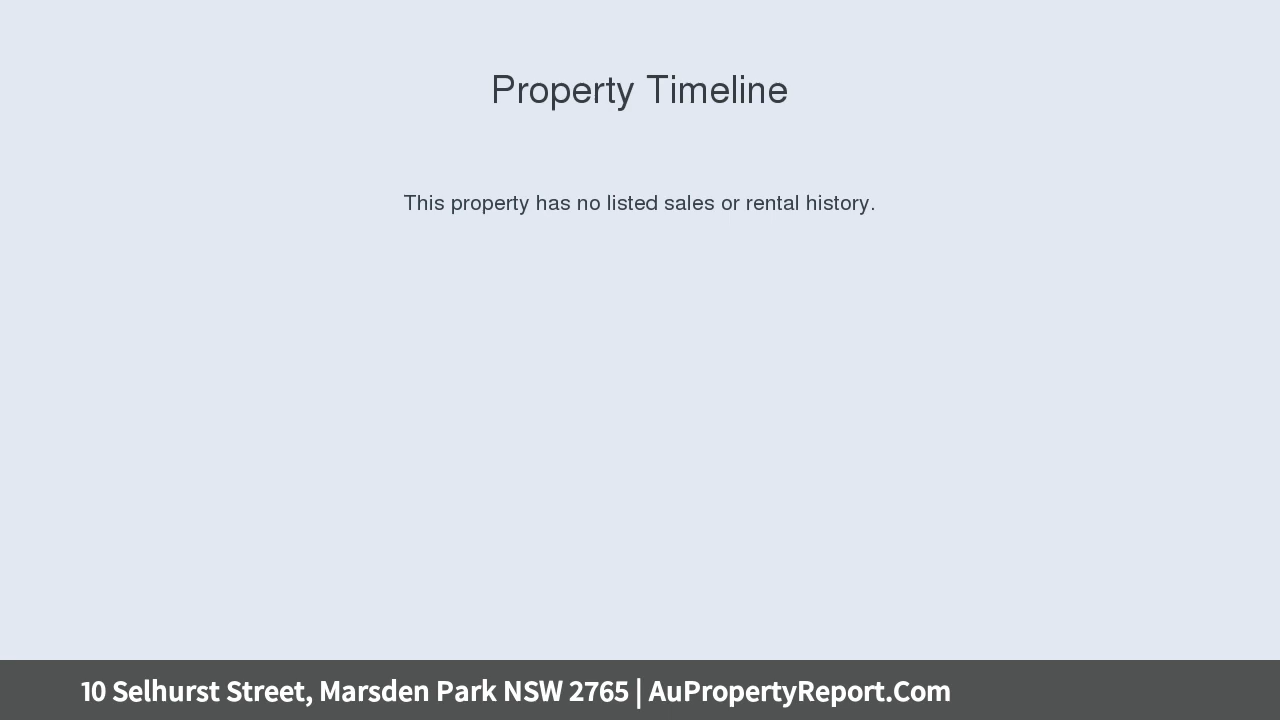 Property Timeline
This property has no listed sales or rental history.
10 Selhurst Street, Marsden Park NSW 2765 | AuPropertyReport.Com